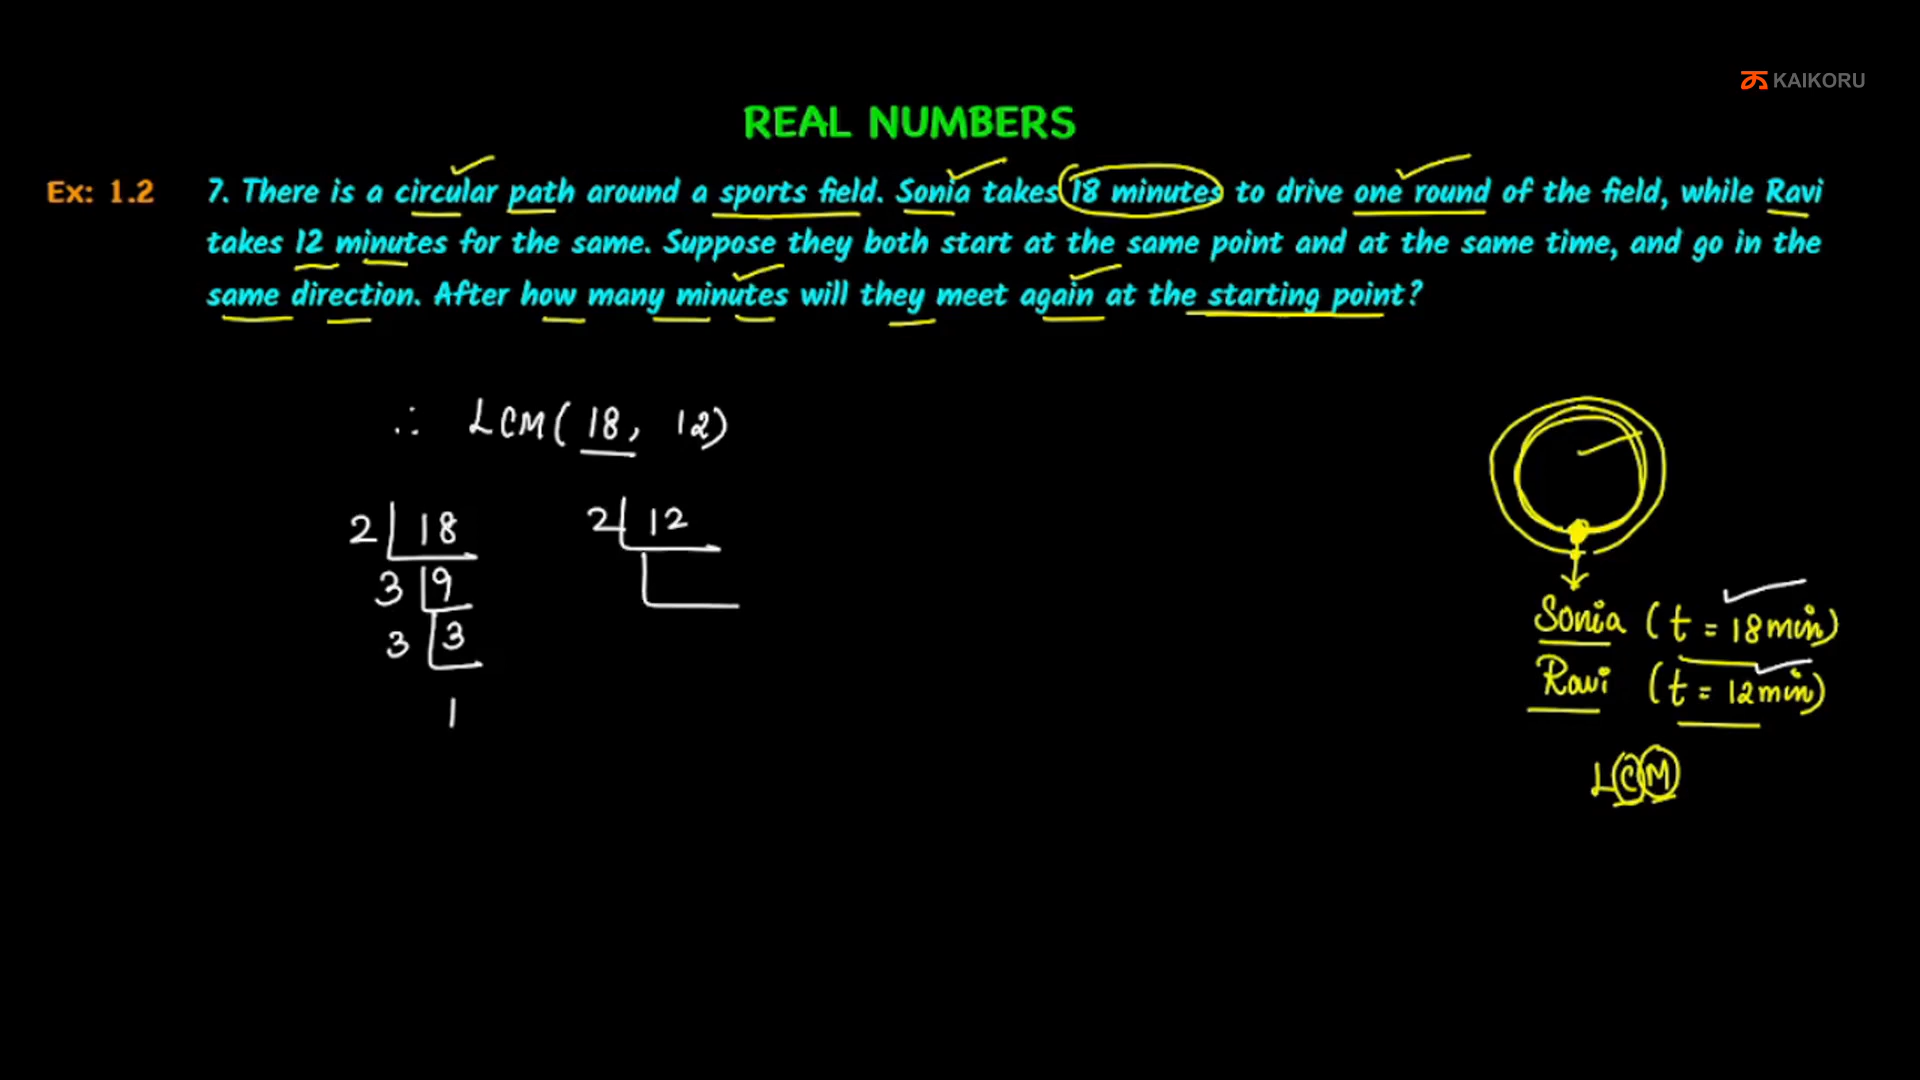 KAIKORU
REAL NUMBERS
Ex: 1.2 7. There is a circular path around a sports field. Sonia takes 18 minutes to drive one round of the field, while Ravi
takes 12 minutes for the same. Suppose they both start at the same point and at the same time, and go in the
same direction. After how many minutes will they meet again at the starting point?
∴ LCM( 18, 12)
2 18
3 9
3 3
1
2 12
Sonia (t = 18min)
Ravi (t = 12min)
LCM